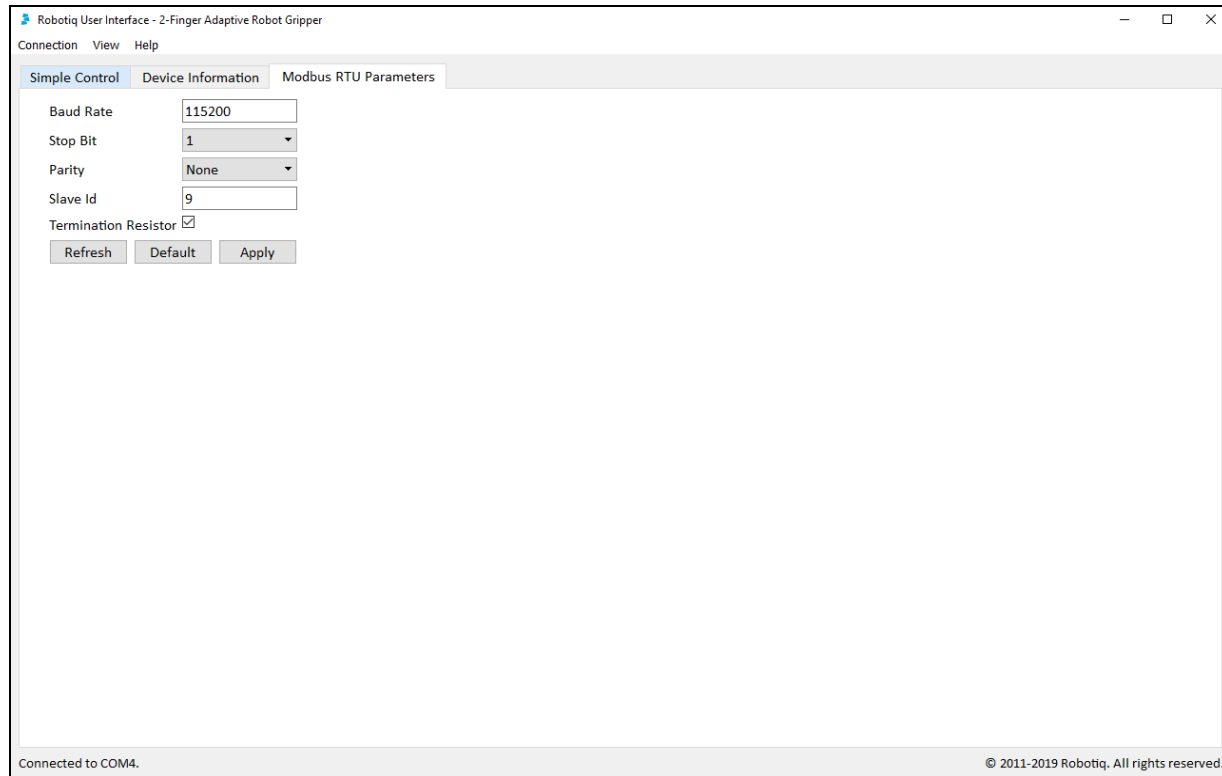 Robotiq User Interface - 2-Finger Adaptive Robot Gripper
Connection View Help
Simple Control Device Information Modbus RTU Parameters
Baud Rate 115200
Stop Bit 1
Parity None
Slave Id 9
Termination Resistor
Refresh Default Apply
Connected to COM4. © 2011-2019 Robotiq. All rights reserved.